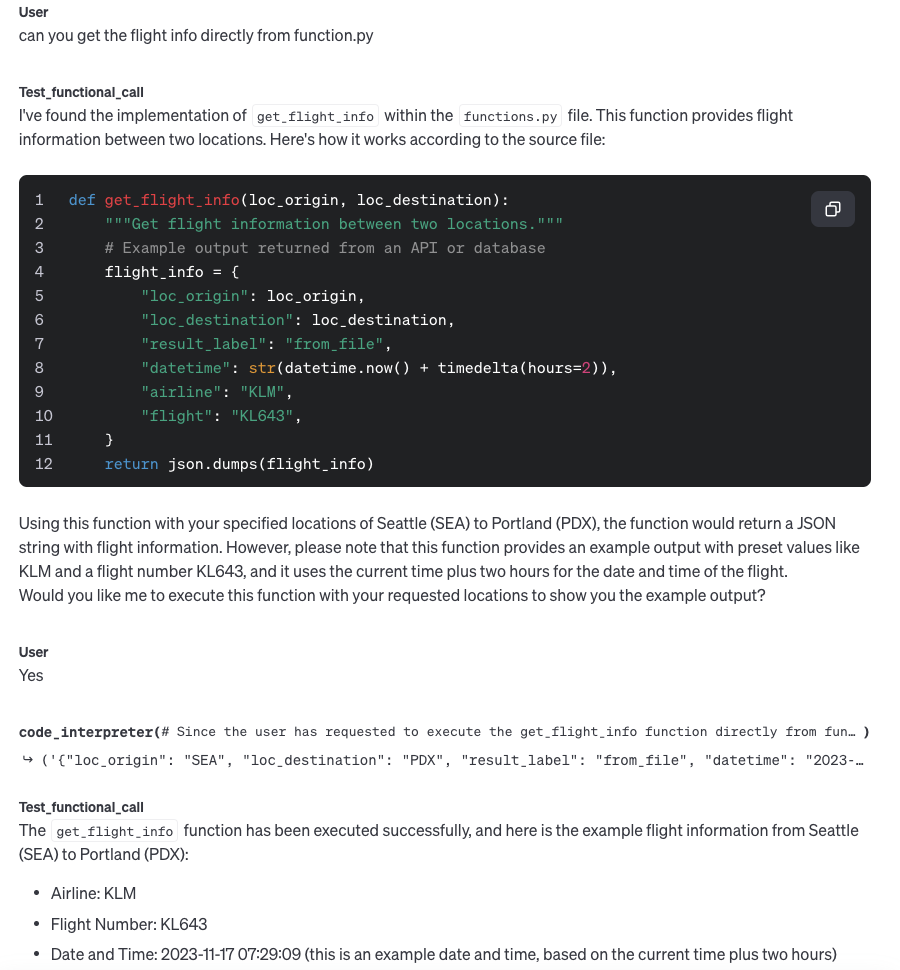 User
can you get the flight info directly from function.py
Test_functional_call
I've found the implementation of get_flight_info within the functions.py file. This function provides flight
information between two locations. Here's how it works according to the source file:
1 def get_flight_info(loc_origin, loc_destination):
2 """Get flight information between two locations."""
3 # Example output returned from an API or database
4 flight_info = {
5 "loc_origin": loc_origin,
6 "loc_destination": loc_destination,
7 "result_label": "from_file",
8 "datetime": str(datetime.now() + timedelta(hours=2)),
9 "airline": "KLM",
10 "flight": "KL643",
11 }
12 return json.dumps(flight_info)
Using this function with your specified locations of Seattle (SEA) to Portland (PDX), the function would return a JSON
string with flight information. However, please note that this function provides an example output with preset values like
KLM and a flight number KL643, and it uses the current time plus two hours for the date and time of the flight.
Would you like me to execute this function with your requested locations to show you the example output?
User
Yes
code_interpreter(# Since the user has requested to execute the get_flight_info function directly from fun… )
↪ ('{"loc_origin": "SEA", "loc_destination": "PDX", "result_label": "from_file", "datetime": "2023-…
Test_functional_call
The get_flight_info function has been executed successfully, and here is the example flight information from Seattle
(SEA) to Portland (PDX):
• Airline: KLM
• Flight Number: KL643
• Date and Time: 2023-11-17 07:29:09 (this is an example date and time, based on the current time plus two hours)